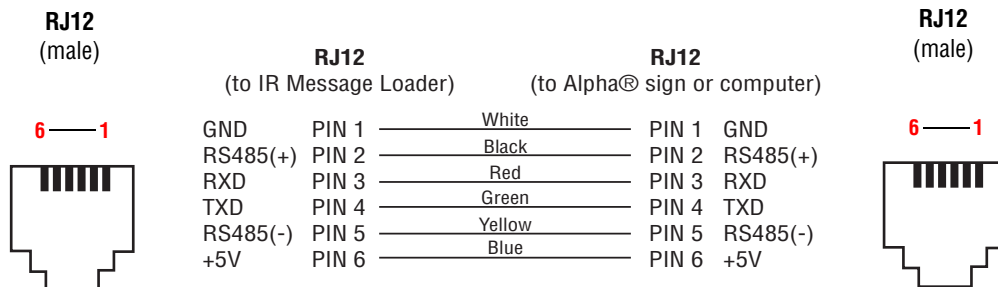 RJ12
(male)
RJ12
(male)
RJ12
(to IR Message Loader)
RJ12
(to Alpha® sign or computer)
6 1
6 1
GND PIN 1 White PIN 1 GND
RS485(+) PIN 2 Black PIN 2 RS485(+)
RXD PIN 3 Red PIN 3 RXD
TXD PIN 4 Green PIN 4 TXD
RS485(-) PIN 5 Yellow PIN 5 RS485(-)
+5V PIN 6 Blue PIN 6 +5V